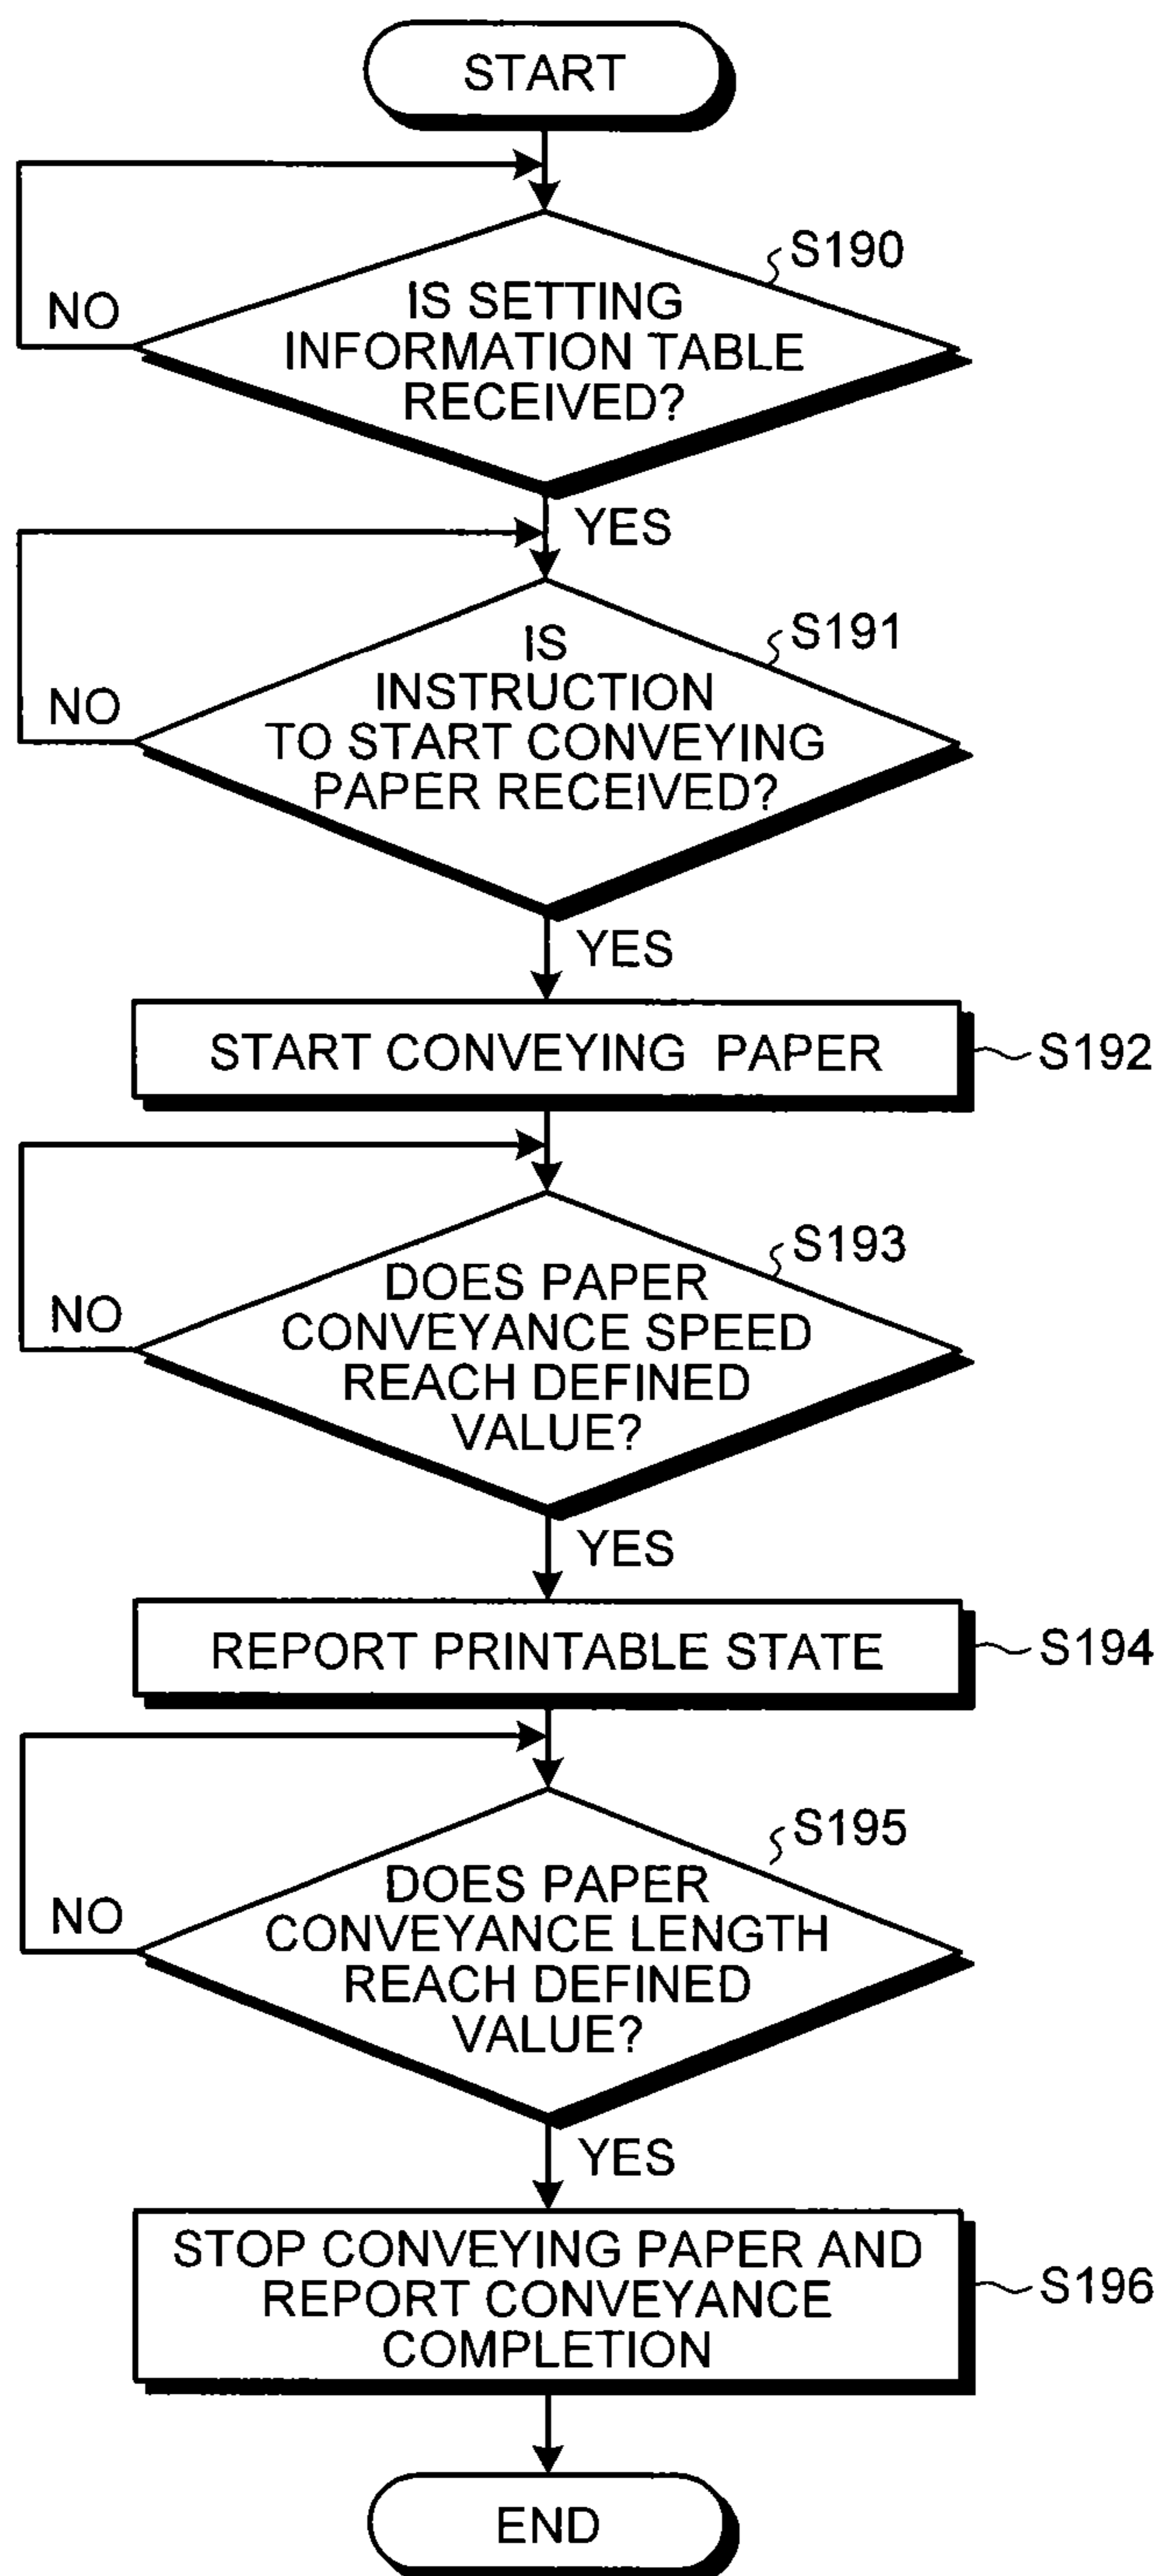 START
S190
IS SETTING
INFORMATION TABLE
RECEIVED?
NO
YES
S191
IS
INSTRUCTION
TO START CONVEYING
PAPER RECEIVED?
NO
YES
START CONVEYING PAPER
S192
S193
DOES PAPER
CONVEYANCE SPEED
REACH DEFINED
VALUE?
NO
YES
REPORT PRINTABLE STATE
S194
S195
DOES PAPER
CONVEYANCE LENGTH
REACH DEFINED
VALUE?
NO
YES
STOP CONVEYING PAPER AND
REPORT CONVEYANCE
COMPLETION
S196
END